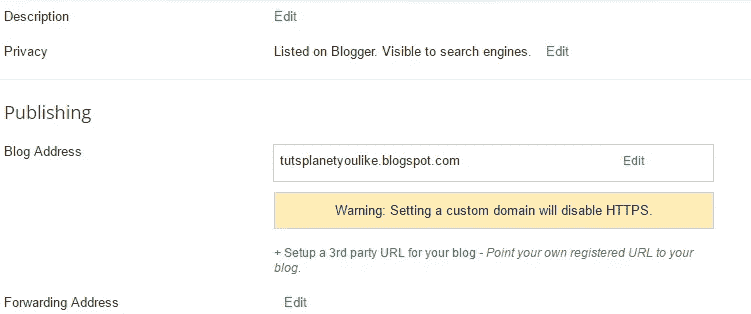 Description Edit
Privacy Listed on Blogger. Visible to search engines. Edit
Publishing
Blog Address tutsplanetyoulike.blogspot.com Edit
Warning: Setting a custom domain will disable HTTPS.
+ Setup a 3rd party URL for your blog - Point your own registered URL to your
blog.
Forwarding Address Edit